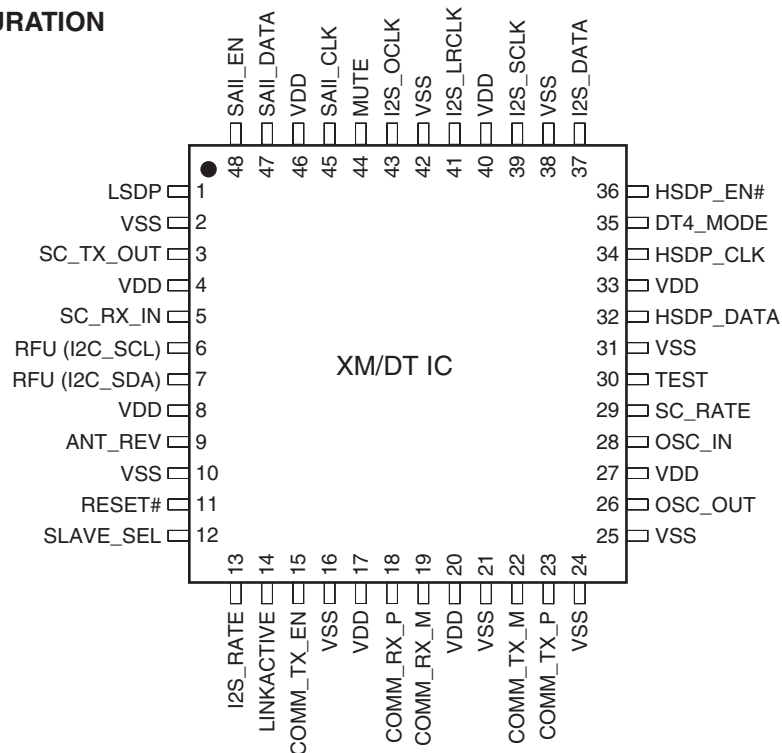 URATION
SAII_EN
SAII_DATA
VDD
SAII_CLK
MUTE
I2S_OCLK
VSS
I2S_LRCLK
VDD
I2S_SCLK
VSS
I2S_DATA
48
47
46
45
44
43
42
41
40
39
38
37
LSDP 1
VSS 2
SC_TX_OUT 3
VDD 4
SC_RX_IN 5
RFU (I2C_SCL) 6
RFU (I2C_SDA) 7
VDD 8
ANT_REV 9
VSS 10
RESET# 11
SLAVE_SEL 12
XM/DT IC
36 HSDP_EN#
35 DT4_MODE
34 HSDP_CLK
33 VDD
32 HSDP_DATA
31 VSS
30 TEST
29 SC_RATE
28 OSC_IN
27 VDD
26 OSC_OUT
25 VSS
13
14
15
16
17
18
19
20
21
22
23
24
I2S_RATE
LINKACTIVE
COMM_TX_EN
VSS
VDD
COMM_RX_P
COMM_RX_M
VDD
VSS
COMM_TX_M
COMM_TX_P
VSS